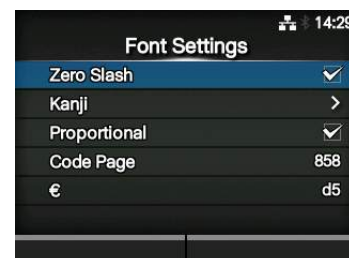 14:29
Font Settings
Zero Slash
Kanji
Proportional
Code Page 858
€ d5